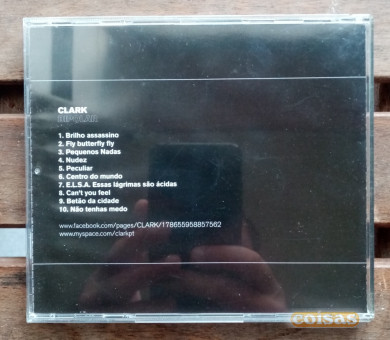 CLARK
BIPOLAR
1. Brilho assassino
2. Fly butterfly fly
3. Pequenos Nadas
4. Nudez
5. Peculiar
6. Centro do mundo
7. E.L.S.A. Essas lágrimas são ácidas
8. Can't you feel
9. Betão da cidade
10. Não tenhas medo
www.facebook.com/pages/CLARK/178655958857562
www.myspace.com/clarkpt
coisas